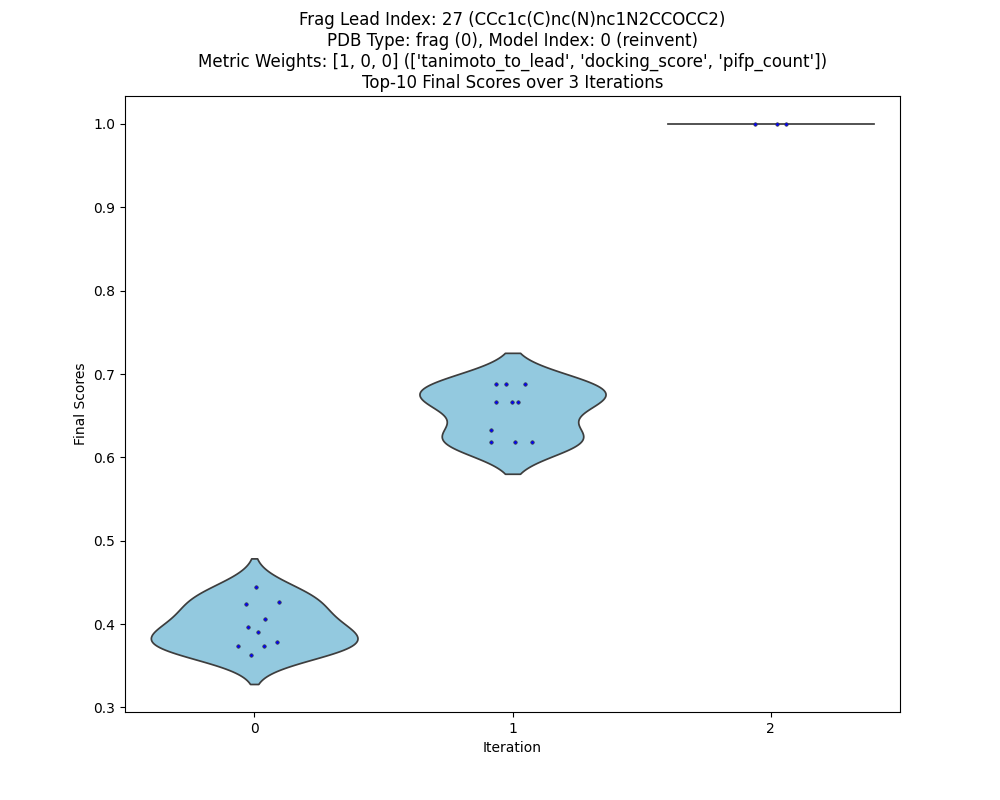 Frag Lead Index: 27 (CCc1c(C)nc(N)nc1N2CCOCC2)
PDB Type: frag (0), Model Index: 0 (reinvent)
Metric Weights: [1, 0, 0] (['tanimoto_to_lead', 'docking_score', 'pifp_count'])
Top-10 Final Scores over 3 Iterations
1.0
0.9
0.8
0.7
0.6
0.5
0.4
0.3
Final Scores
0 1 2
Iteration